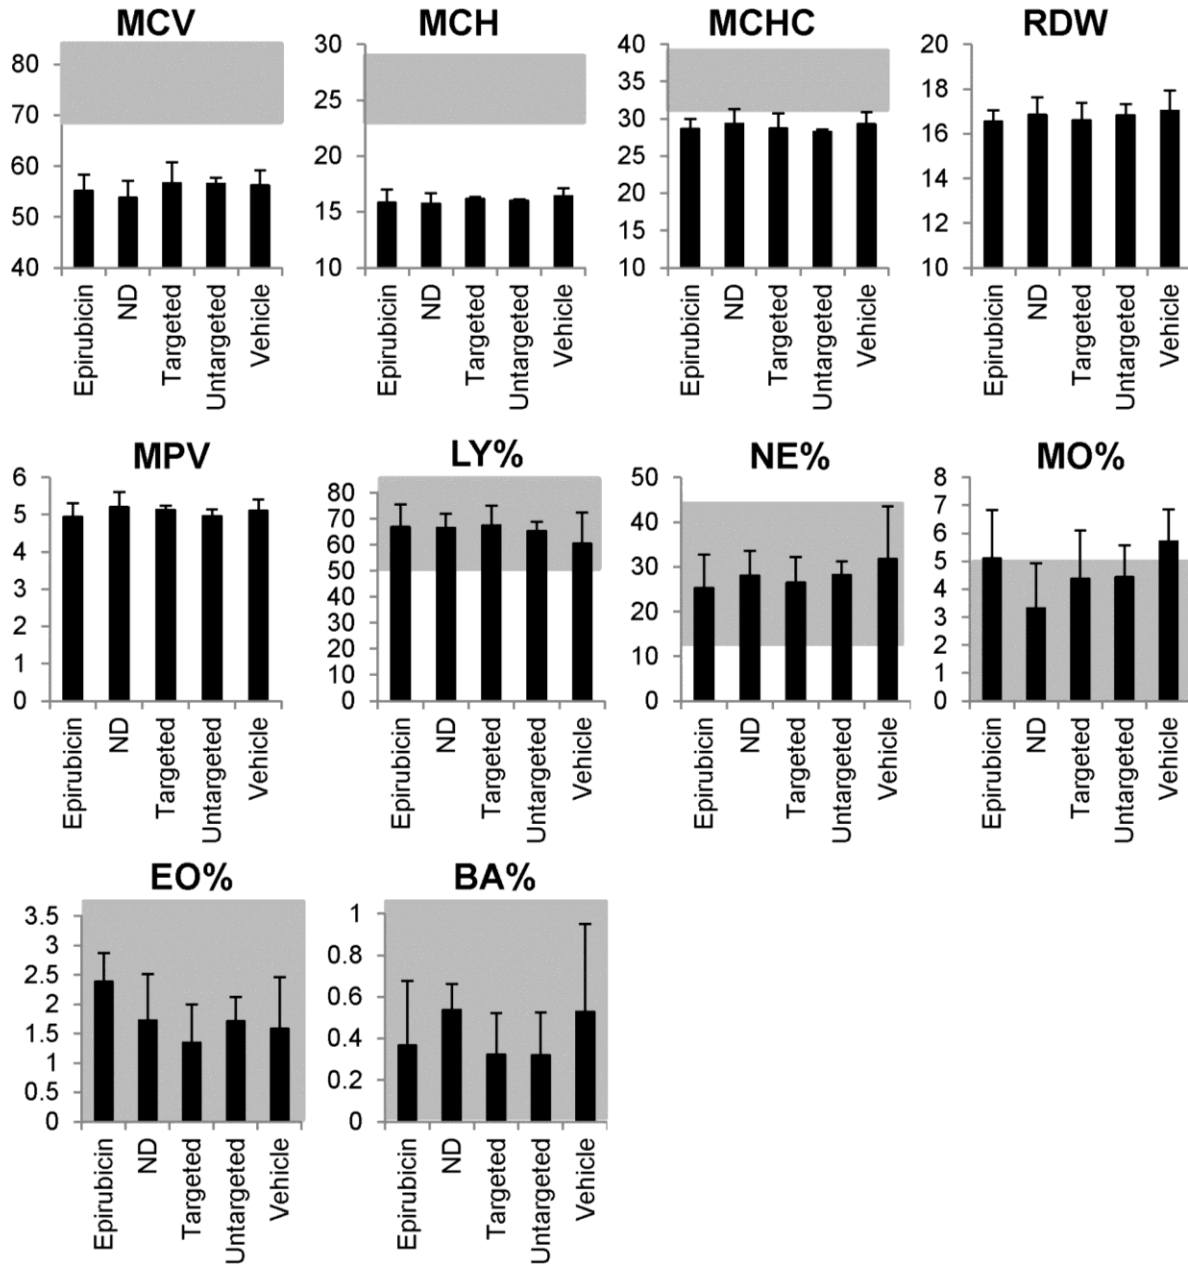 MCV MCH MCHC RDW
80
70
60
50
40
Epirubicin
ND
Targeted
Untargeted
Vehicle
30
25
20
15
10
Epirubicin
ND
Targeted
Untargeted
Vehicle
40
35
30
25
20
15
10
Epirubicin
ND
Targeted
Untargeted
Vehicle
20
18
16
14
12
10
Epirubicin
ND
Targeted
Untargeted
Vehicle
MPV LY% NE% MO%
6
5
4
3
2
1
0
Epirubicin
ND
Targeted
Untargeted
Vehicle
80
70
60
50
40
30
20
10
0
Epirubicin
ND
Targeted
Untargeted
Vehicle
50
40
30
20
10
0
Epirubicin
ND
Targeted
Untargeted
Vehicle
8
7
6
5
4
3
2
1
0
Epirubicin
ND
Targeted
Untargeted
Vehicle
EO% BA%
3.5
3
2.5
2
1.5
1
0.5
0
Epirubicin
ND
Targeted
Untargeted
Vehicle
1
0.8
0.6
0.4
0.2
0
Epirubicin
ND
Targeted
Untargeted
Vehicle